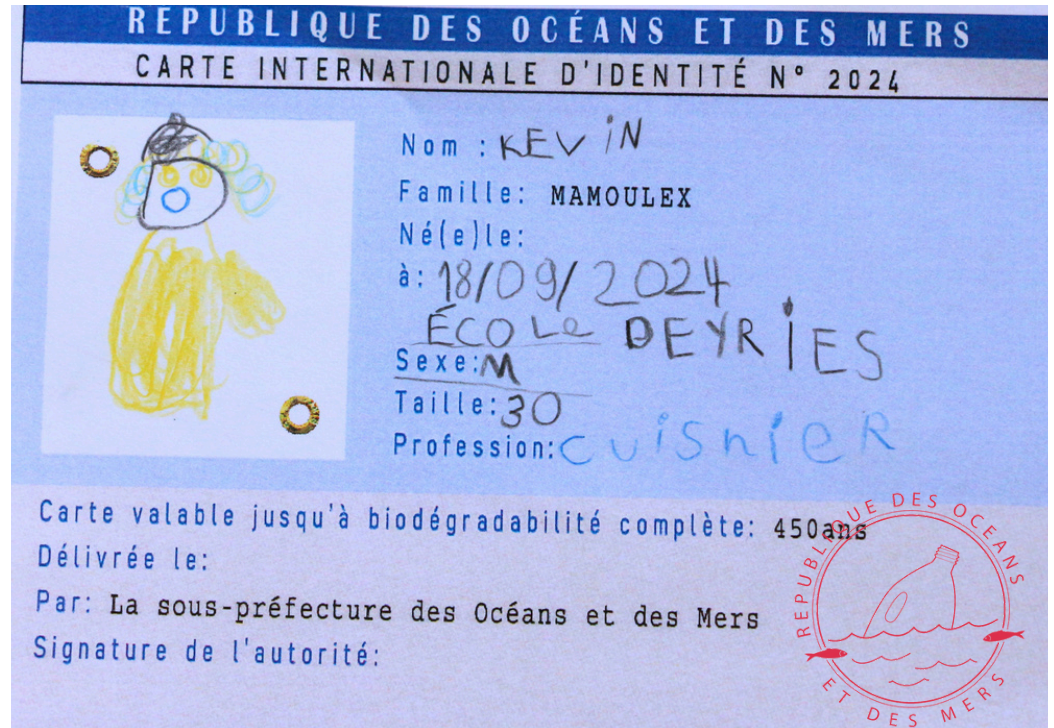 REPUBLIQUE DES OCÉANS ET DES MERS
CARTE INTERNATIONALE D'IDENTITÉ N° 2024
Nom : KEVIN
Famille: MAMOULEX
Né(e)le:
à: 18/09/2024
ÉCOLe DEYRIES
Sexe: M
Taille: 30
Profession: CUiSniER
Carte valable jusqu'à biodégradabilité complète: 450ans
Délivrée le:
Par: La sous-préfecture des Océans et des Mers
Signature de l'autorité:
REPUBLIQUE DES OCEANS
ET DES MERS